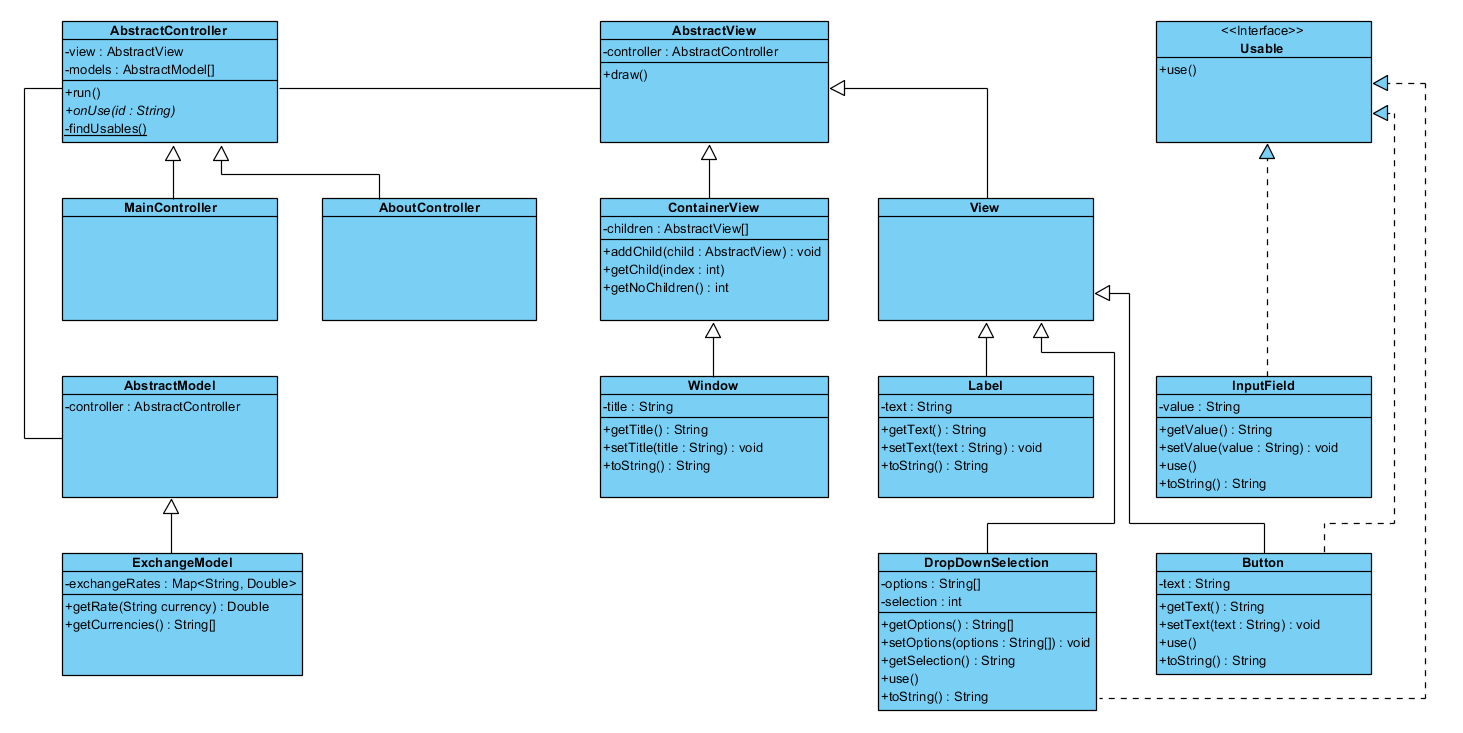 AbstractController
-view : AbstractView
-models : AbstractModel[]
+run()
+onUse(id : String)
-findUsables()
AbstractView
-controller : AbstractController
+draw()
<<Interface>>
Usable
+use()
MainController
AboutController
ContainerView
-children : AbstractView[]
+addChild(child : AbstractView) : void
+getChild(index : int)
+getNoChildren() : int
View
AbstractModel
-controller : AbstractController
Window
-title : String
+getTitle() : String
+setTitle(title : String) : void
+toString() : String
Label
-text : String
+getText() : String
+setText(text : String) : void
+toString() : String
InputField
-value : String
+getValue() : String
+setValue(value : String) : void
+use()
+toString() : String
ExchangeModel
-exchangeRates : Map<String, Double>
+getRate(String currency) : Double
+getCurrencies() : String[]
DropDownSelection
-options : String[]
-selection : int
+getOptions() : String[]
+setOptions(options : String[]) : void
+getSelection() : String
+use()
+toString() : String
Button
-text : String
+getText() : String
+setText(text : String) : void
+use()
+toString() : String